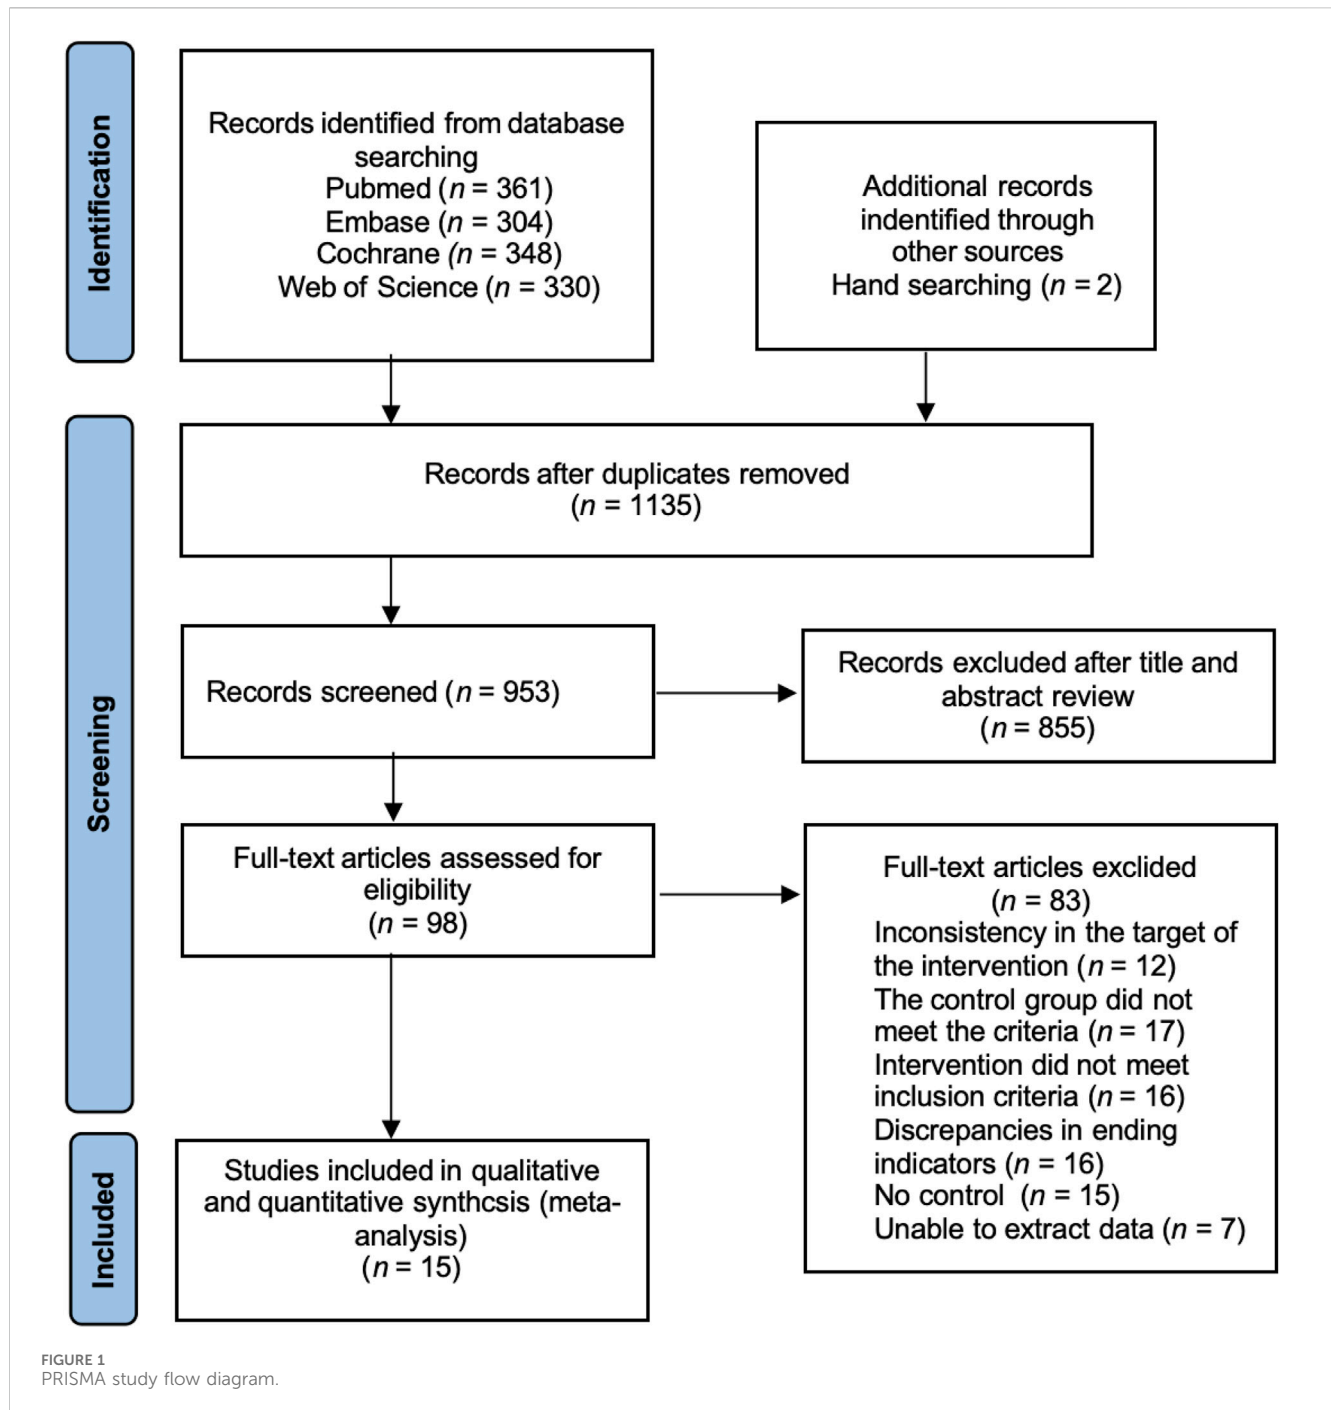 Identification
Records identified from database
searching
Pubmed (n = 361)
Embase (n = 304)
Cochrane (n = 348)
Web of Science (n = 330)
Additional records
indentified through
other sources
Hand searching (n = 2)
Screening
Records after duplicates removed
(n = 1135)
Records screened (n = 953)
Records excluded after title and
abstract review
(n = 855)
Full-text articles assessed for
eligibility
(n = 98)
Full-text articles exclided
(n = 83)
Inconsistency in the target of
the intervention (n = 12)
The control group did not
meet the criteria (n = 17)
Intervention did not meet
inclusion criteria (n = 16)
Discrepancies in ending
indicators (n = 16)
No control (n = 15)
Unable to extract data (n = 7)
Included
Studies included in qualitative
and quantitative synthcsis (meta-
analysis)
(n = 15)
FIGURE 1
PRISMA study flow diagram.